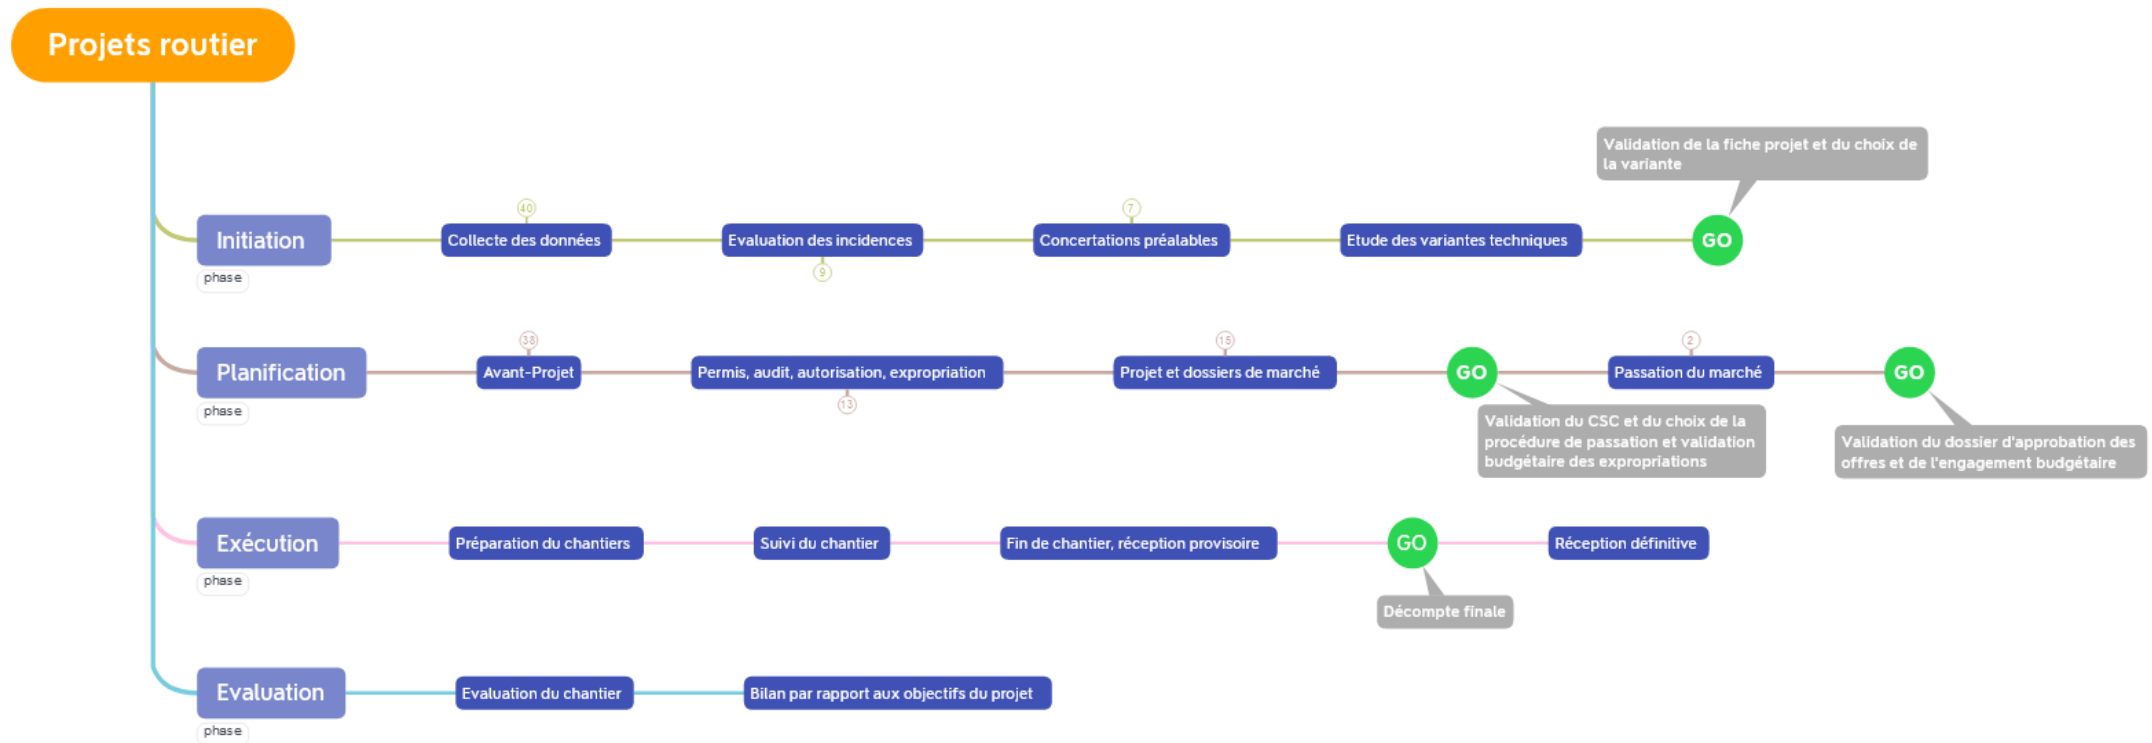 Projets routier
Validation de la fiche projet et du choix de
la variante
40
7
Initiation
Collecte des données
Evaluation des incidences
Concertations préalables
Etude des variantes techniques
GO
9
phase
38
15
2
Planification
Avant-Projet
Permis, audit, autorisation, expropriation
Projet et dossiers de marché
GO
Passation du marché
GO
13
phase
Validation du CSC et du choix de la
procédure de passation et validation
budgétaire des expropriations
Validation du dossier d'approbation des
offres et de l'engagement budgétaire
Exécution
Préparation du chantiers
Suivi du chantier
Fin de chantier, réception provisoire
GO
Réception définitive
phase
Décompte finale
Evaluation
Evaluation du chantier
Bilan par rapport aux objectifs du projet
phase